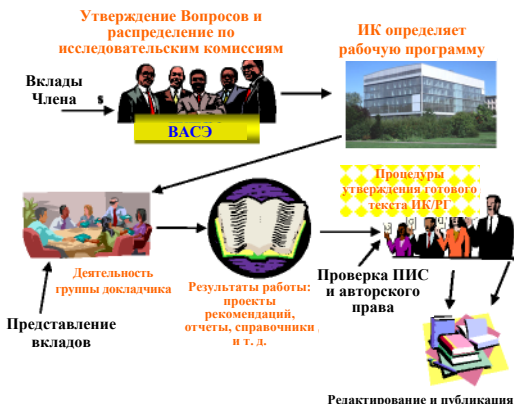 Утверждение Вопросов и
распределение по
исследовательским комиссиям
ИК определяет
рабочую программу
Вклады
Члена
s
ВАСЭ
Процедуры
утверждения готового
текста ИК/РГ
Деятельность
группы докладчика
Результаты работы:
проекты
рекомендаций,
отчеты, справочники
и т. д.
Проверка ПИС
и авторского
права
Представление
вкладов
Редактирование и публикация